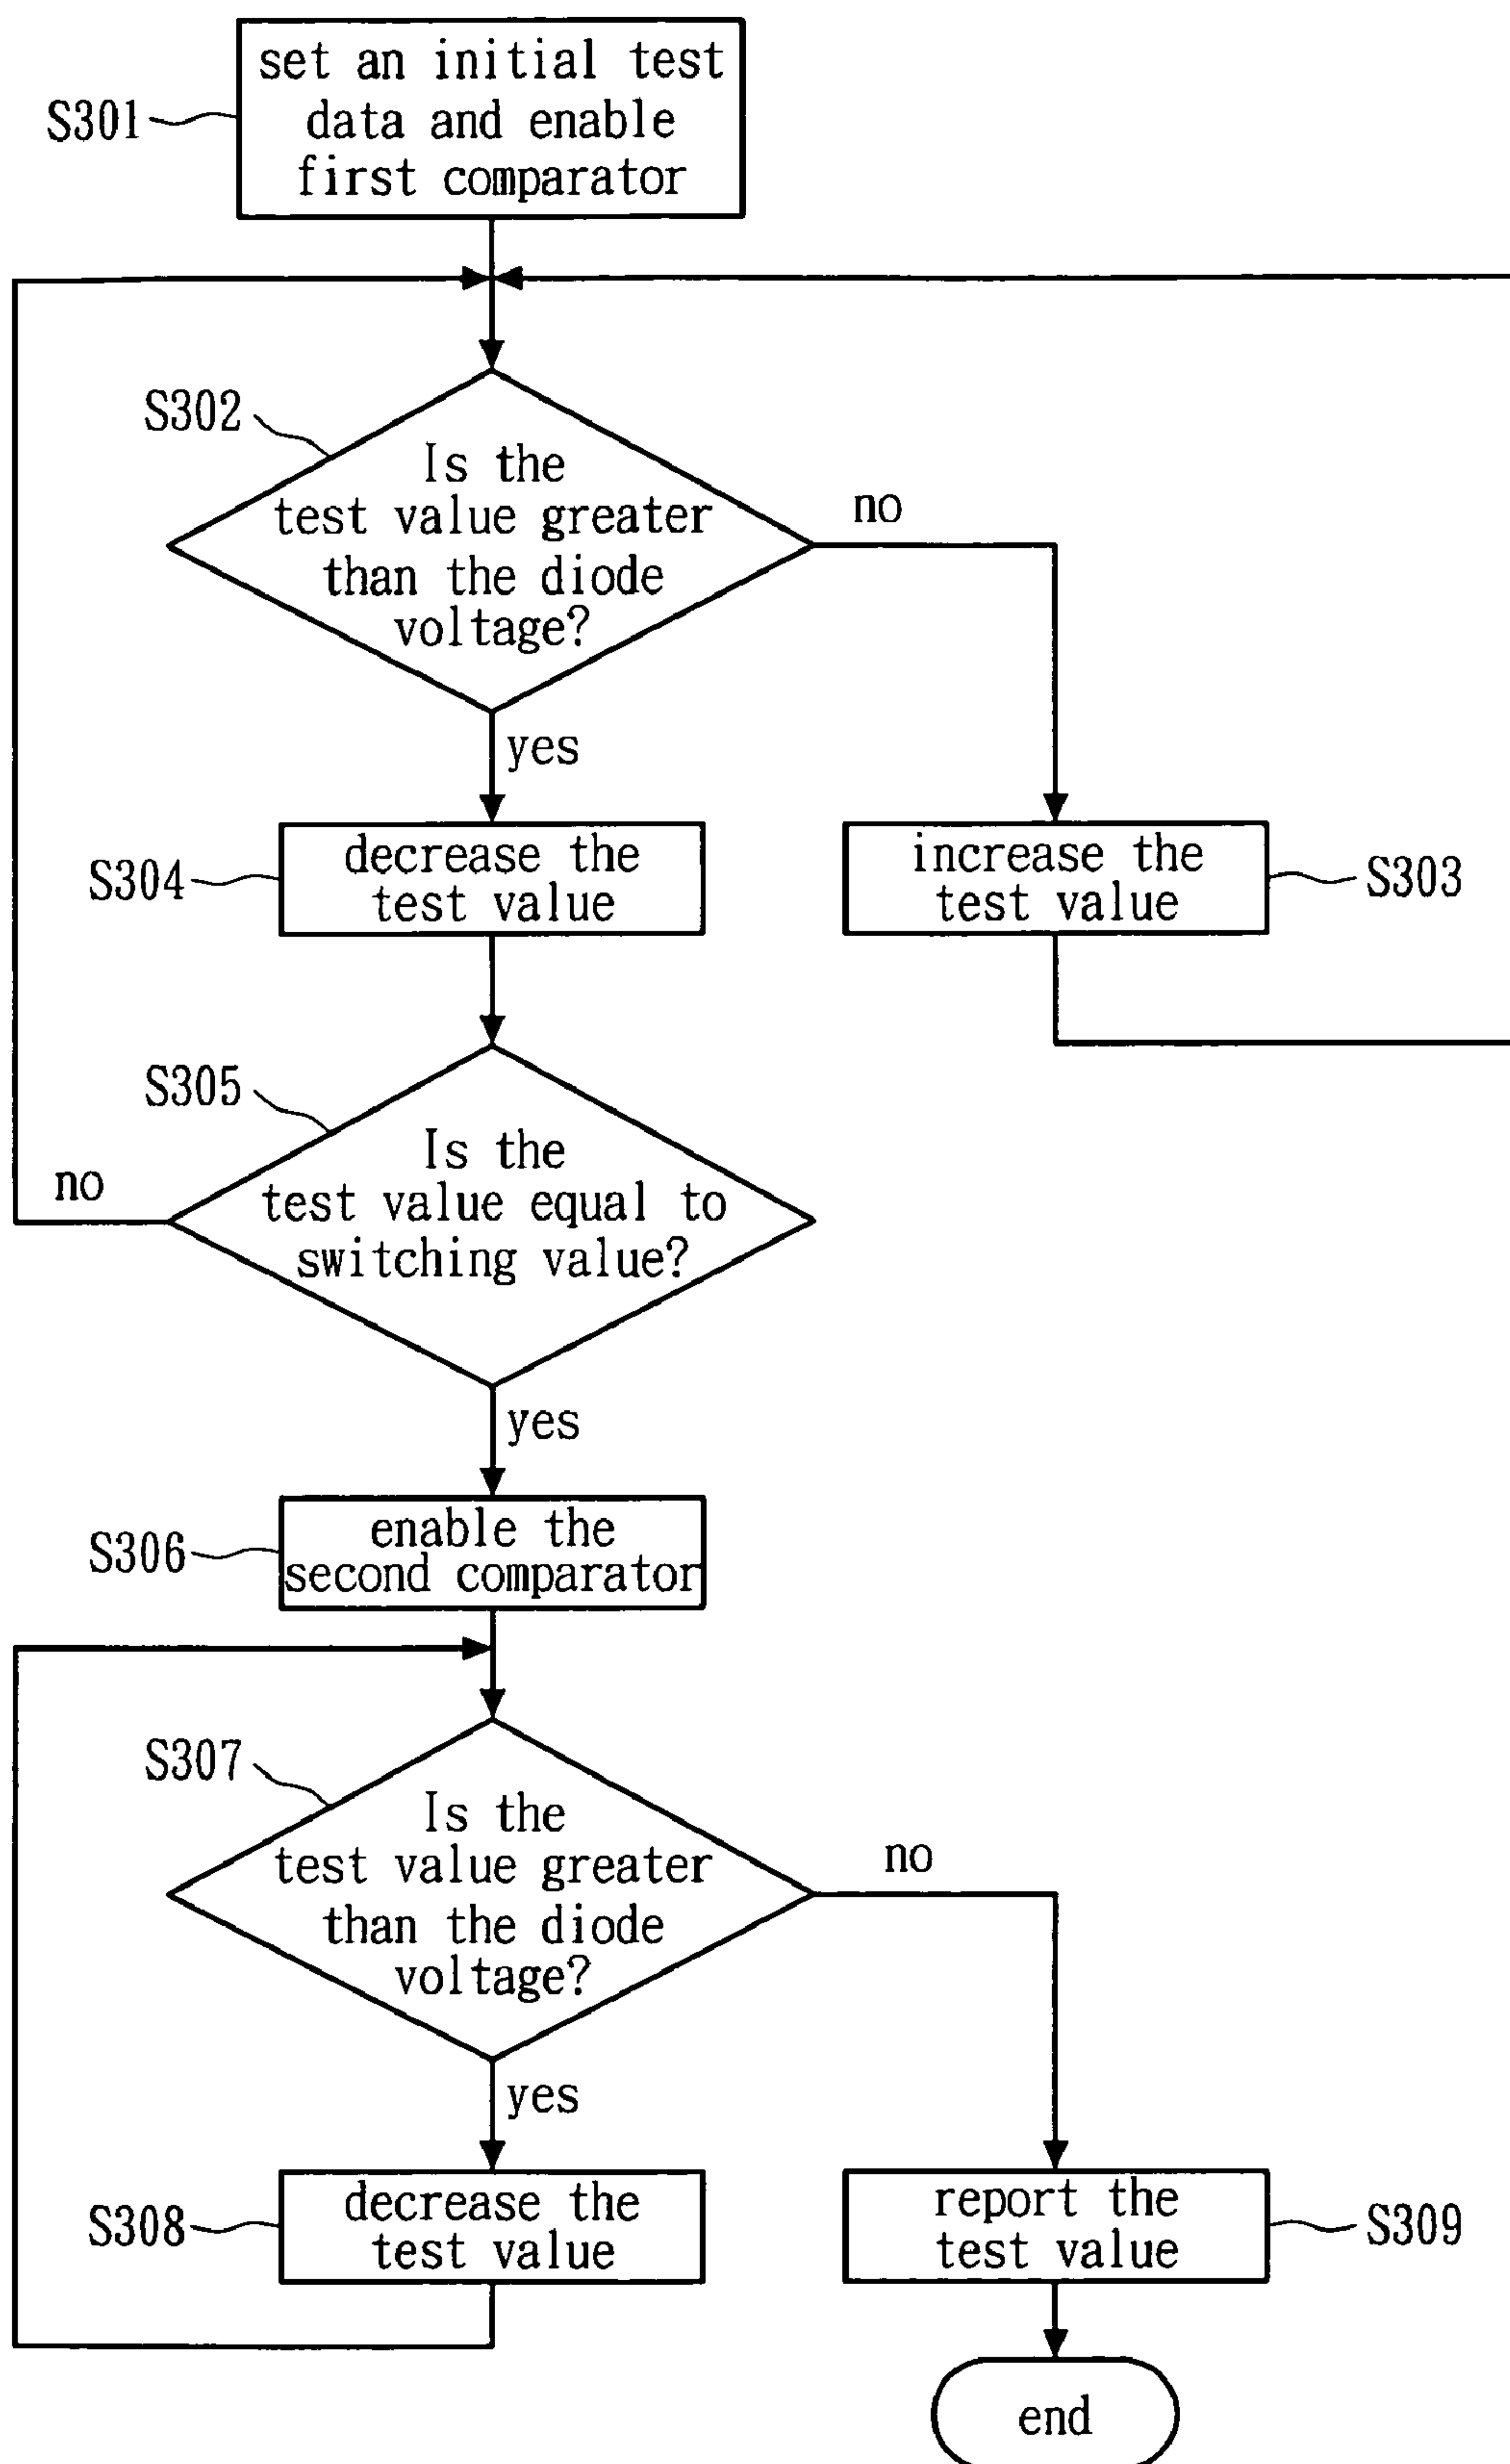 set an initial test
data and enable
first comparator
S301
S302
Is the
test value greater
than the diode
voltage?
no
yes
S304
decrease the
test value
increase the
test value
S303
S305
Is the
test value equal to
switching value?
no
yes
S306
enable the
second comparator
S307
Is the
test value greater
than the diode
voltage?
no
yes
S308
decrease the
test value
report the
test value
S309
end